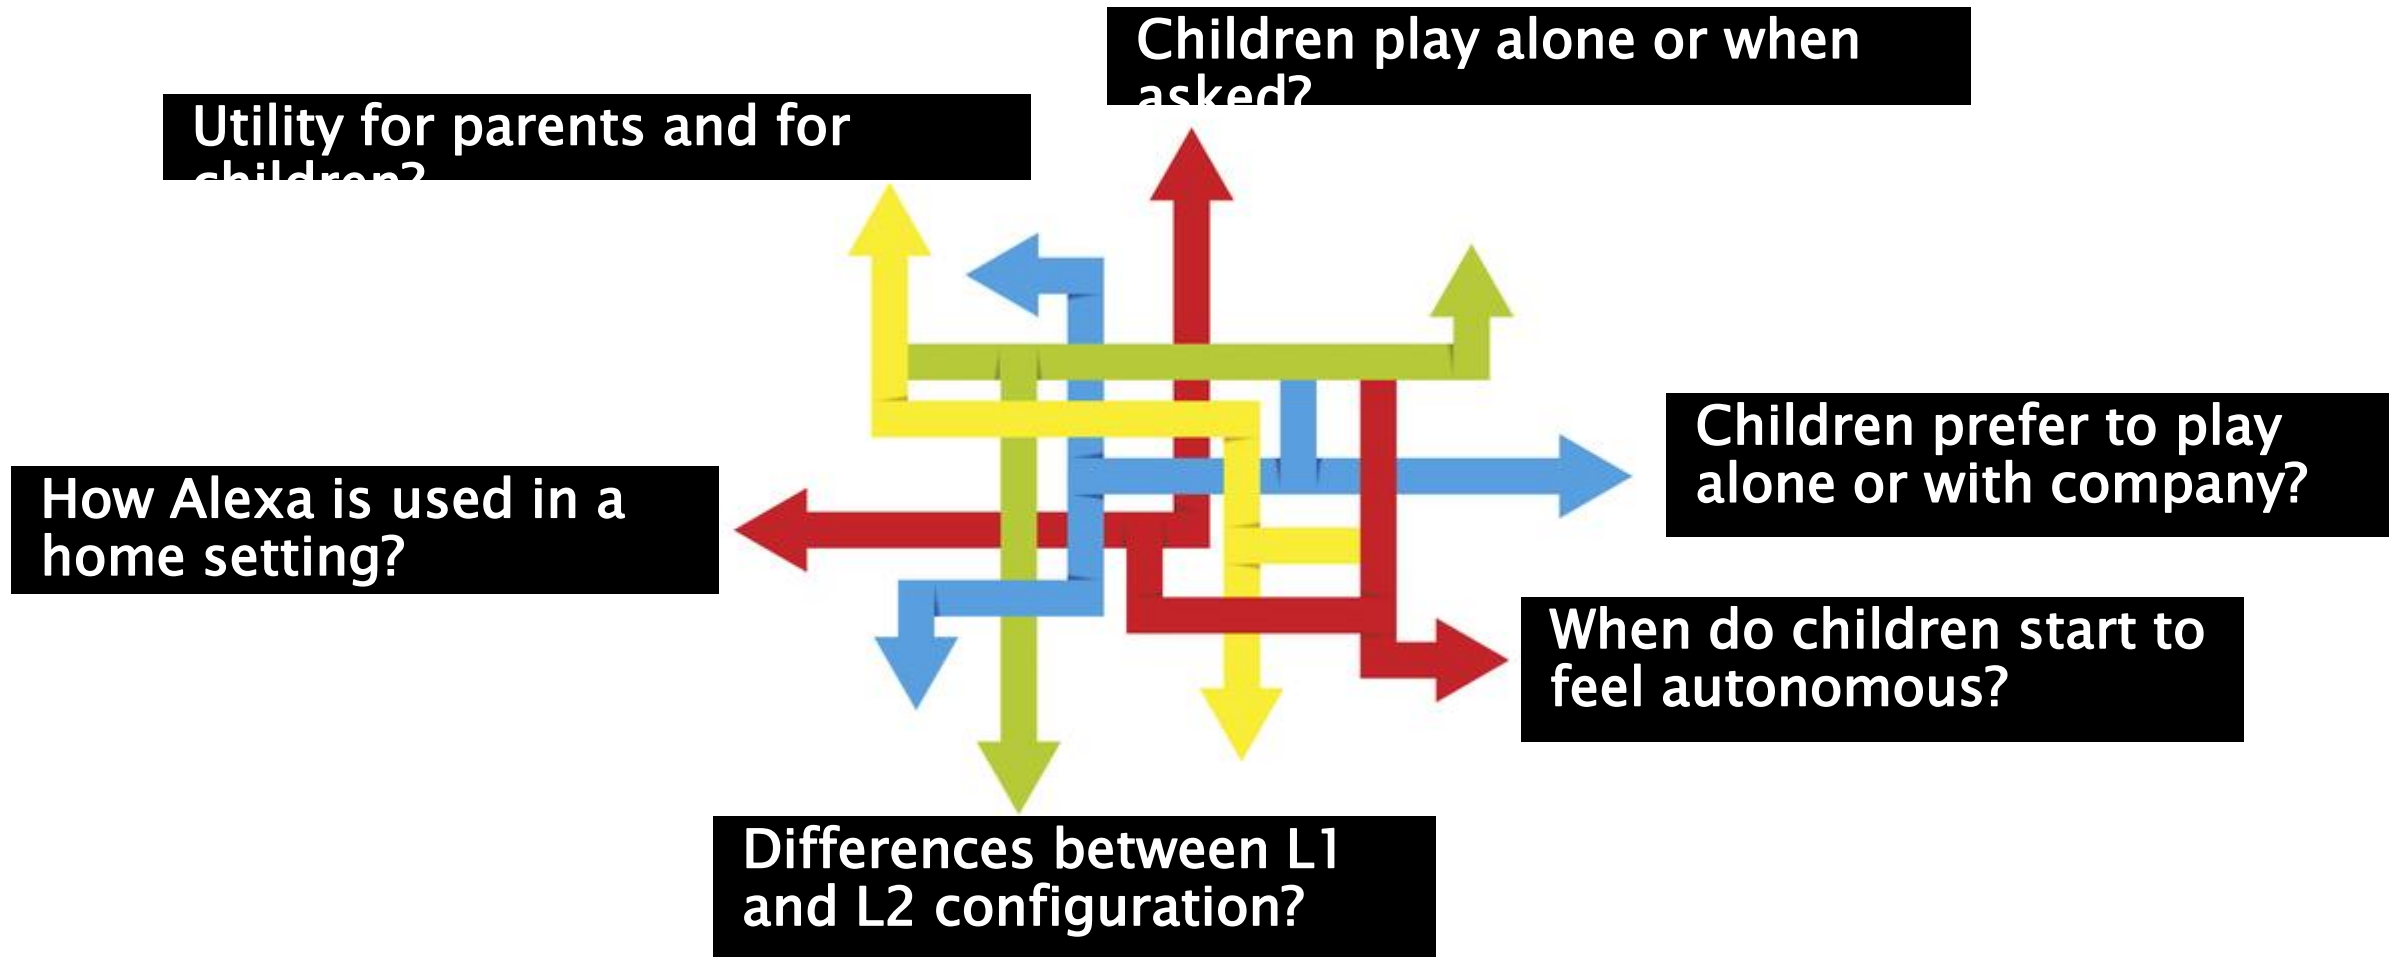 Children play alone or when
asked?
Utility for parents and for
children?
How Alexa is used in a
home setting?
Children prefer to play
alone or with company?
When do children start to
feel autonomous?
Differences between L1
and L2 configuration?